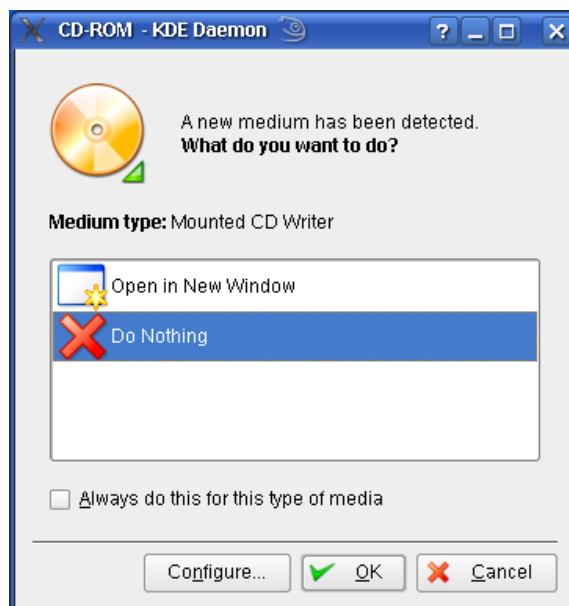 CD-ROM - KDE Daemon
?
A new medium has been detected.
What do you want to do?
Medium type: Mounted CD Writer
Open in New Window
Do Nothing
Always do this for this type of media
Configure... OK Cancel